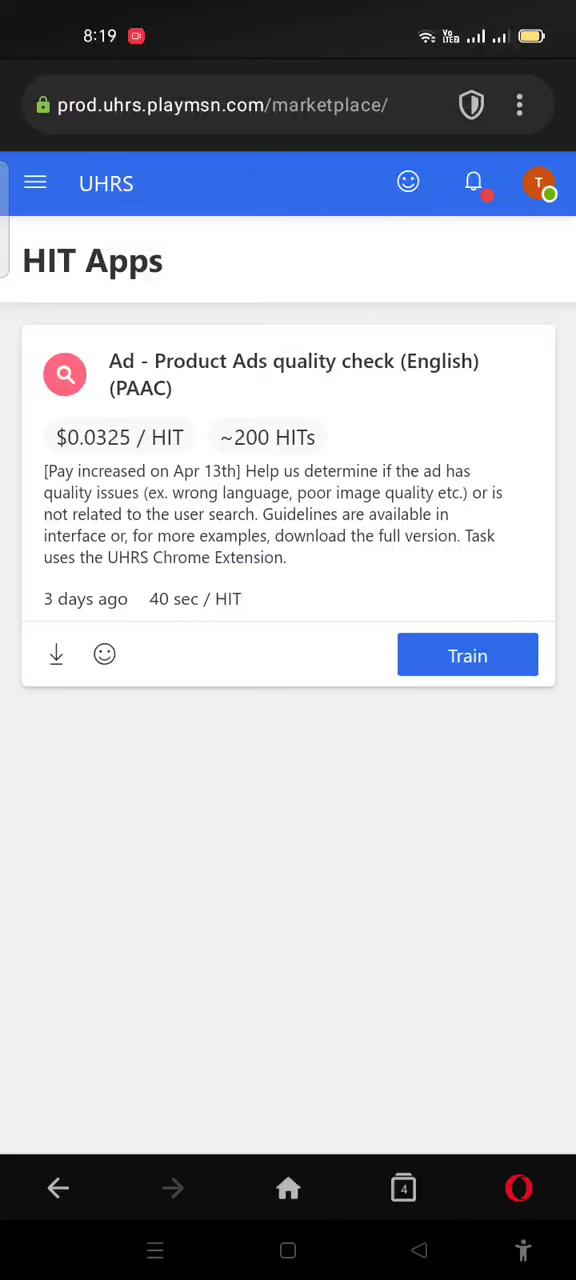 8:19
Vo
LTE2
prod.uhrs.playmsn.com/marketplace/
UHRS
T
HIT Apps
Ad - Product Ads quality check (English)
(PAAC)
$0.0325 / HIT ~200 HITs
[Pay increased on Apr 13th] Help us determine if the ad has
quality issues (ex. wrong language, poor image quality etc.) or is
not related to the user search. Guidelines are available in
interface or, for more examples, download the full version. Task
uses the UHRS Chrome Extension.
3 days ago 40 sec / HIT
Train
4